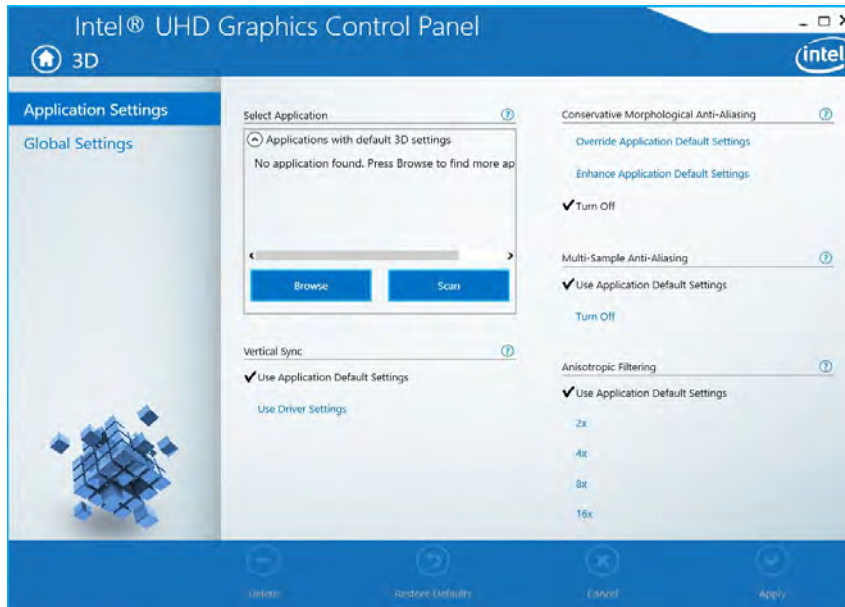 Intel® UHD Graphics Control Panel
3D
intel
Application Settings
Global Settings
Select Application
Applications with default 3D settings
No application found. Press Browse to find more ap
Browse
Scan
Vertical Sync
Use Application Default Settings
Use Driver Settings
Conservative Morphological Anti-Aliasing
Override Application Default Settings
Enhance Application Default Settings
Turn Off
Multi-Sample Anti-Aliasing
Use Application Default Settings
Turn Off
Anisotropic Filtering
Use Application Default Settings
2x
4x
8x
16x
Delete
Restore Defaults
Cancel
Apply